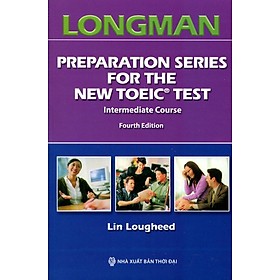 LONGMAN
PREPARATION SERIES
FOR THE
NEW TOEIC® TEST
Intermediate Course
Fourth Edition
Lin Lougheed
NHÀ XUẤT BẢN THỜI ĐẠI